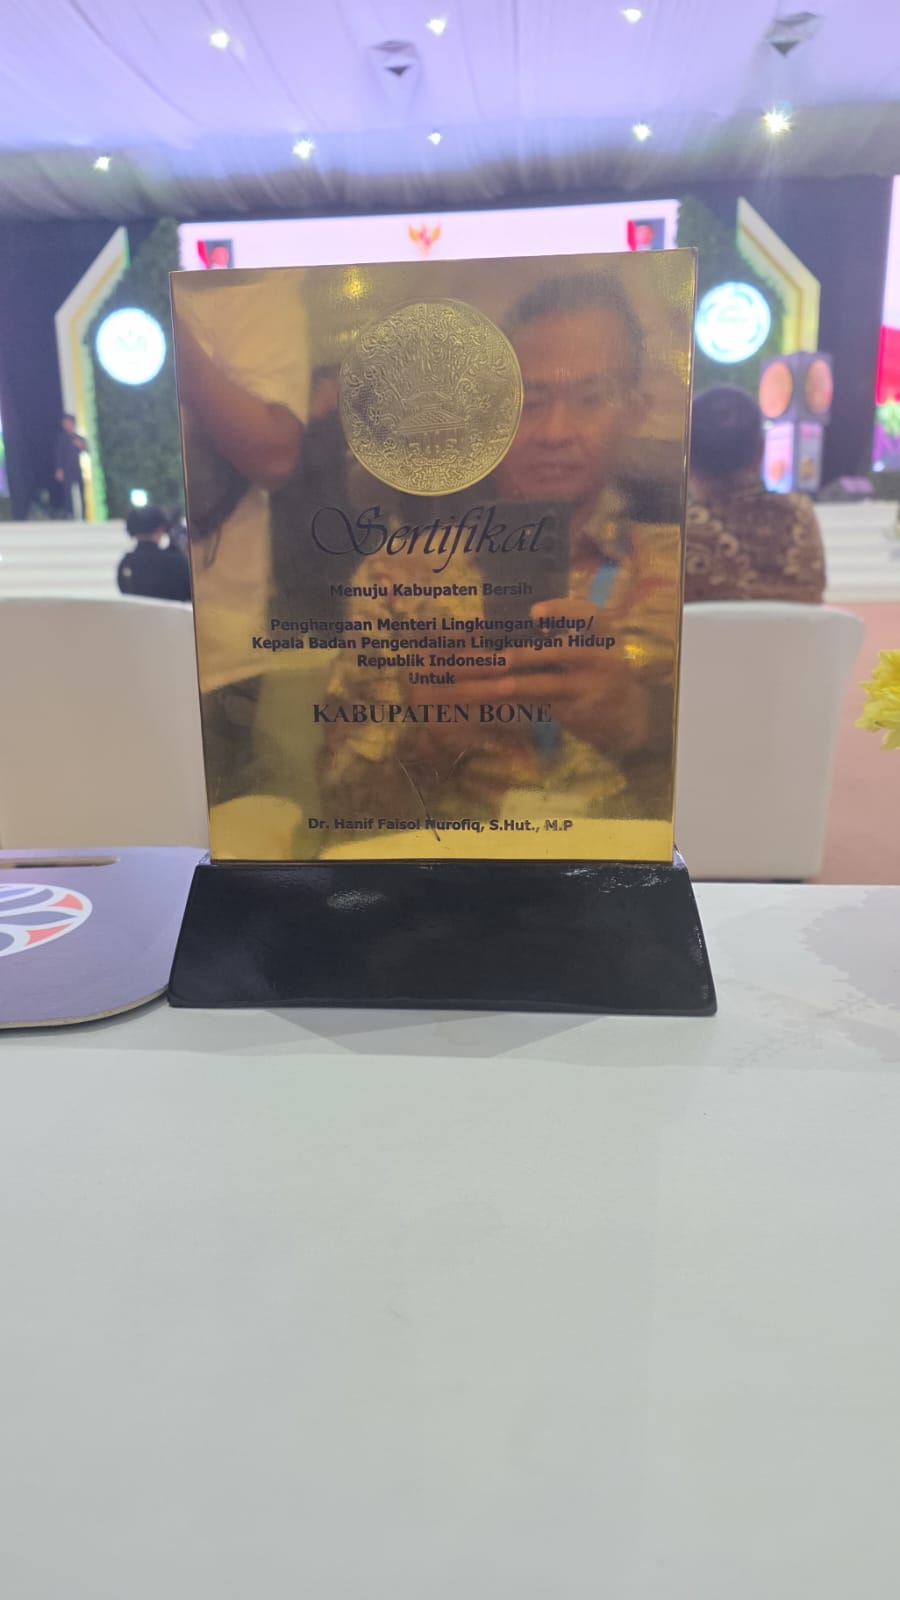 Sertifikat
Menuju Kabupaten Bersih
Penghargaan Menteri Lingkungan Hidup/
Kepala Badan Pengendalian Lingkungan Hidup
Republik Indonesia
Untuk
KABUPATEN BONE
Dr. Hanif Faisol Nurofiq, S.Hut., M.P